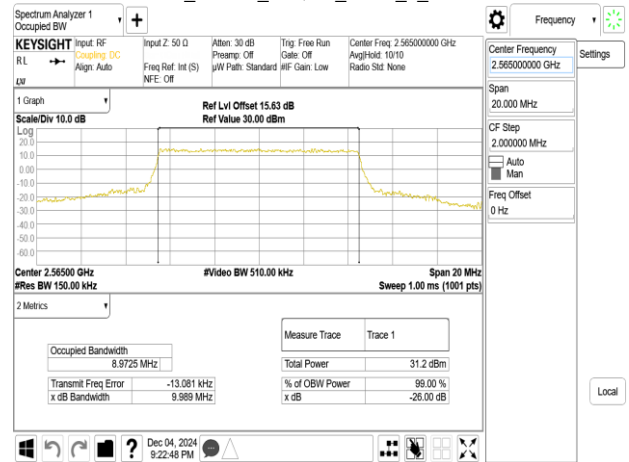 Spectrum Analyzer 1
Occupied BW
+
Frequency
KEYSIGHT
RL
LXI
Input: RF
Coupling: DC
Align: Auto
Input Z: 50 Ω
Freq Ref: Int (S)
NFE: Off
Atten: 30 dB
Preamp: Off
µW Path: Standard
Trig: Free Run
Gate: Off
#IF Gain: Low
Center Freq: 2.565000000 GHz
Avg|Hold: 10/10
Radio Std: None
Center Frequency
2.565000000 GHz
Settings
Span
20.000 MHz
CF Step
2.000000 MHz
Auto
Man
Freq Offset
0 Hz
Local
1 Graph
Scale/Div 10.0 dB
Ref Lvl Offset 15.63 dB
Ref Value 30.00 dBm
Log
20.0
10.0
0.00
-10.0
-20.0
-30.0
-40.0
-50.0
-60.0
Center 2.56500 GHz
#Video BW 510.00 kHz
Span 20 MHz
#Res BW 150.00 kHz
Sweep 1.00 ms (1001 pts)
2 Metrics
Measure Trace Trace 1
Occupied Bandwidth
8.9725 MHz
Total Power 31.2 dBm
Transmit Freq Error -13.081 kHz
% of OBW Power 99.00 %
x dB Bandwidth 9.989 MHz
x dB -26.00 dB
?
Dec 04, 2024
9:22:48 PM